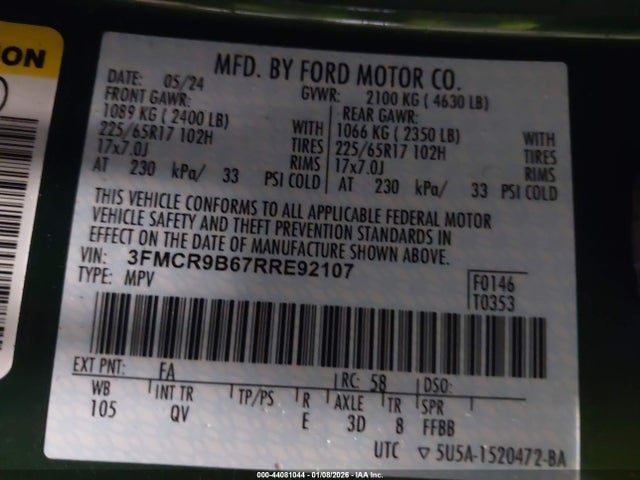 ION
MFD. BY FORD MOTOR CO.
DATE: 05/24 GVWR: 2100 KG ( 4630 LB)
FRONT GAWR: REAR GAWR:
1089 KG ( 2400 LB) WITH 1066 KG ( 2350 LB) WITH
225/65R17 102H TIRES 225/65R17 102H TIRES
17x7.0J RIMS 17x7.0J RIMS
AT 230 kPa/ 33 PSI COLD AT 230 kPa/ 33 PSI COLD
THIS VEHICLE CONFORMS TO ALL APPLICABLE FEDERAL MOTOR
VEHICLE SAFETY AND THEFT PREVENTION STANDARDS IN
EFFECT ON THE DATE OF MANUFACTURE SHOWN ABOVE.
VIN: 3FMCR9B67RRE92107
TYPE: MPV
F0146
T0353
EXT PNT: FA RC: 58 DSO:
WB INT TR TP/PS R AXLE TR SPR
105 QV E 3D 8 FFBB
UTC ▽ 5U5A-1520472-BA
000-44081044 - 01/08/2026 - IAA Inc.